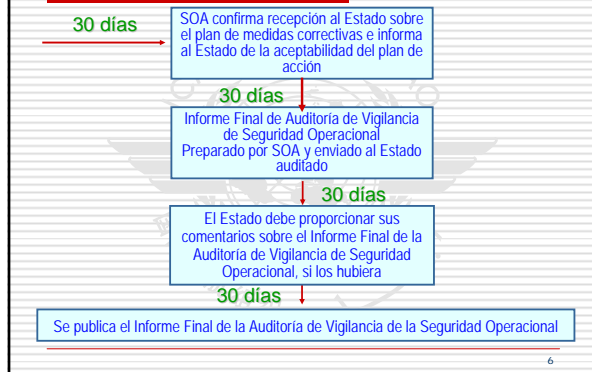 30 días
SOA confirma recepción al Estado sobre
el plan de medidas correctivas e informa
al Estado de la aceptabilidad del plan de
acción
30 días
Informe Final de Auditoría de Vigilancia
de Seguridad Operacional
Preparado por SOA y enviado al Estado
auditado
30 días
El Estado debe proporcionar sus
comentarios sobre el Informe Final de la
Auditoría de Vigilancia de Seguridad
Operacional, si los hubiera
30 días
Se publica el Informe Final de la Auditoría de Vigilancia de la Seguridad Operacional
6